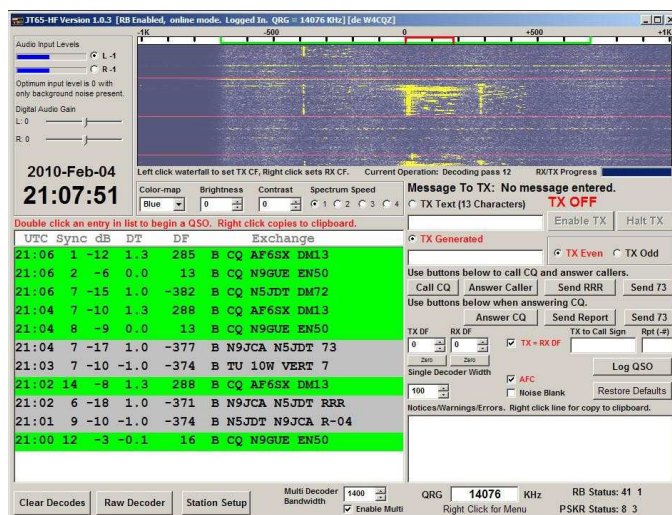 JT65-HF Version 1.0.3 [RB Enabled, online mode. Logged In. QRG = 14076 KHz] [de W4CQZ]
Audio Input Levels
L -1
R -1
Optimum input level is 0 with
only background noise present.
Digital Audio Gain
L: 0
R: 0
-1K -500 0 +500 +1K
2010-Feb-04
21:07:51
Left click waterfall to set TX CF, Right click sets RX CF. Current Operation: Decoding pass 12 RX/TX Progress
Color-map Brightness Contrast Spectrum Speed
Blue 0 0 1 2 3 4
Double click an entry in list to begin a QSO. Right click copies to clipboard.
UTC Sync dB DT DF Exchange
21:06 1 -12 1.3 285 B CQ AF6SX DM13
21:06 2 -6 0.0 13 B CQ N9GUE EN50
21:06 7 -15 1.0 -382 B CQ N5JDT DM72
21:04 7 -10 1.3 288 B CQ AF6SX DM13
21:04 8 -9 0.0 13 B CQ N9GUE EN50
21:04 7 -17 1.0 -377 B N9JCA N5JDT 73
21:03 7 -10 -1.0 -374 B TU 10W VERT 7
21:02 14 -8 1.3 288 B CQ AF6SX DM13
21:02 6 -18 1.0 -371 B N9JCA N5JDT RRR
21:01 9 -10 -1.0 -374 B N5JDT N9JCA R-04
21:00 12 -3 -0.1 16 B CQ N9GUE EN50
Message To TX: No message entered.
TX Text (13 Characters) TX OFF
Enable TX Halt TX
TX Generated
TX Even TX Odd
Use buttons below to call CQ and answer callers.
Call CQ Answer Caller Send RRR Send 73
Use buttons below when answering CQ.
Answer CQ Send Report Send 73
TX DF RX DF TX to Call Sign Rpt (-#)
0 0 TX = RX DF
Zero Zero
Log QSO
Single Decoder Width
100 AFC
Noise Blank
Restore Defaults
Notices/Warnings/Errors. Right click line for copy to clipboard.
Clear Decodes Raw Decoder Station Setup
Multi Decoder Bandwidth 1400
Enable Multi
QRG 14076 KHz RB Status: 41 1
Right Click for Menu PSKR Status: 8 3